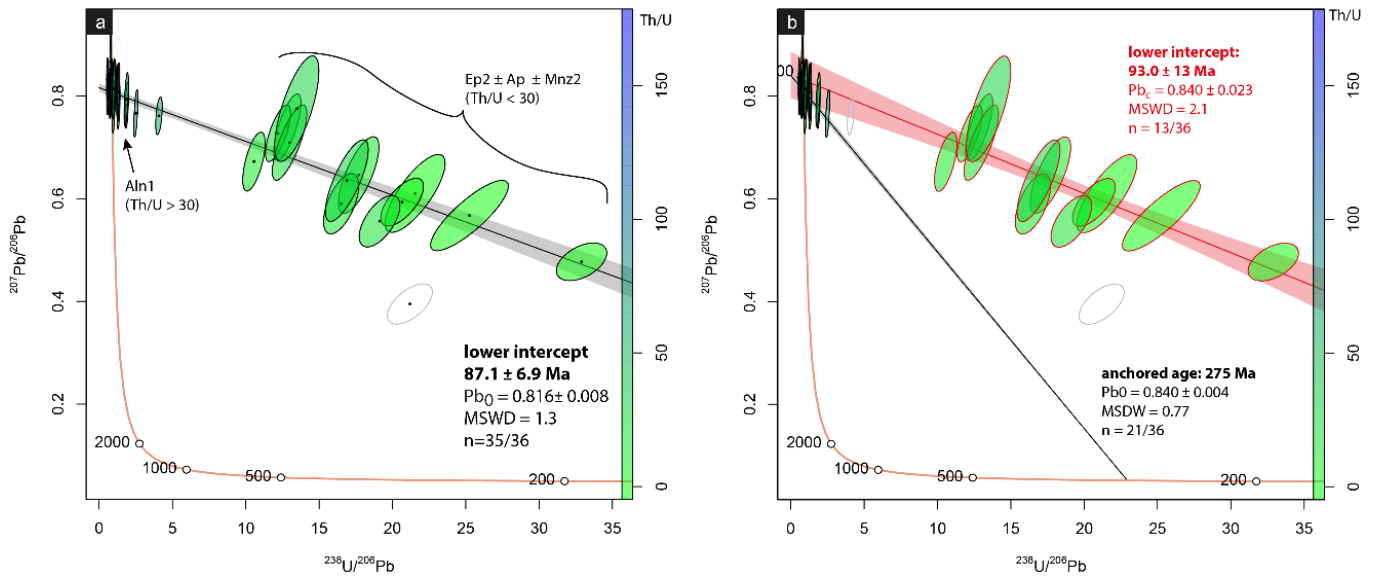 a
Th/U
0.8
0.6
0.4
0.2
207Pb/206Pb
Ep2 ± Ap ± Mnz2
(Th/U < 30)
Aln1
(Th/U > 30)
lower intercept
87.1 ± 6.9 Ma
Pb0 = 0.816± 0.008
MSWD = 1.3
n=35/36
2000
1000
500
200
150
100
50
0
0
5
10
15
20
25
30
35
238U/206Pb
b
Th/U
0.8
0.6
0.4
0.2
207Pb/206Pb
00
lower intercept:
93.0 ± 13 Ma
Pbc = 0.840 ± 0.023
MSWD = 2.1
n = 13/36
anchored age: 275 Ma
Pb0 = 0.840 ± 0.004
MSDW = 0.77
n = 21/36
2000
1000
500
200
150
100
50
0
0
5
10
15
20
25
30
35
238U/206Pb